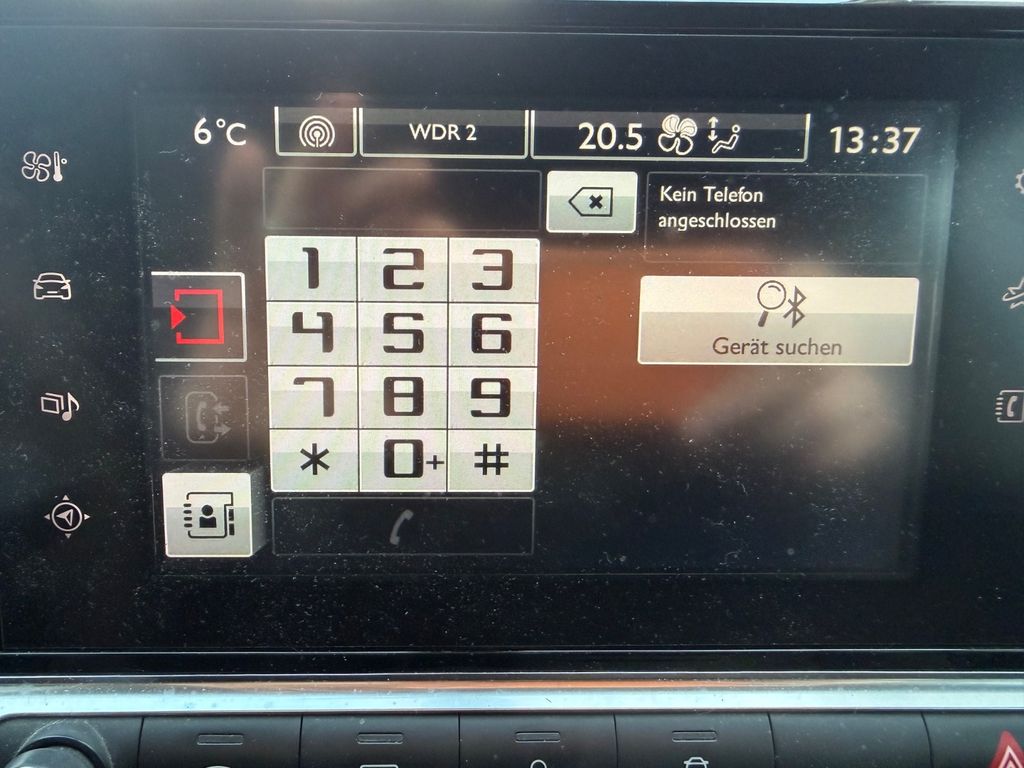 6°C WDR 2 20.5 13:37
Kein Telefon
angeschlossen
1 2 3
4 5 6
Gerät suchen
7 8 9
* 0+ #